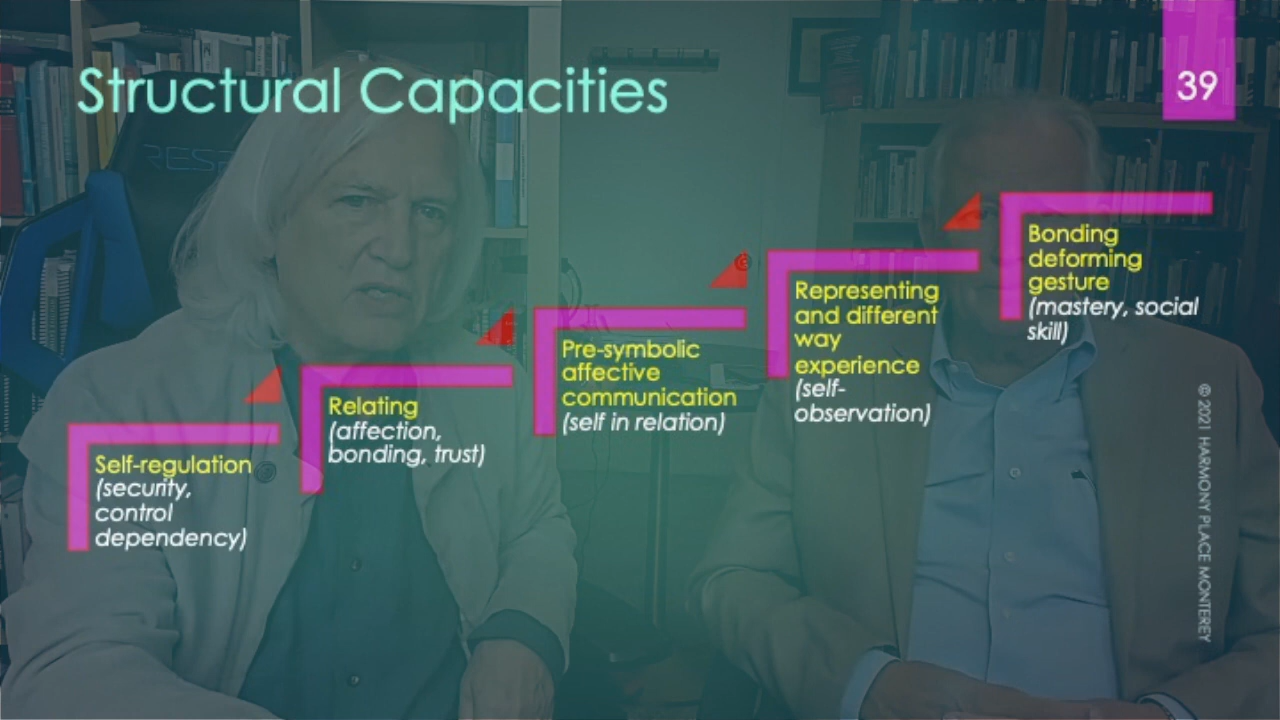 Structural Capacities
39
Self-regulation
(security,
control
dependency)
Relating
(affection,
bonding, trust)
Pre-symbolic
affective
communication
(self in relation)
Representing
and different
way
experience
(self-
observation)
Bonding
deforming
gesture
(mastery, social
skill)
© 2021 HARMONY PLACE MONTEREY